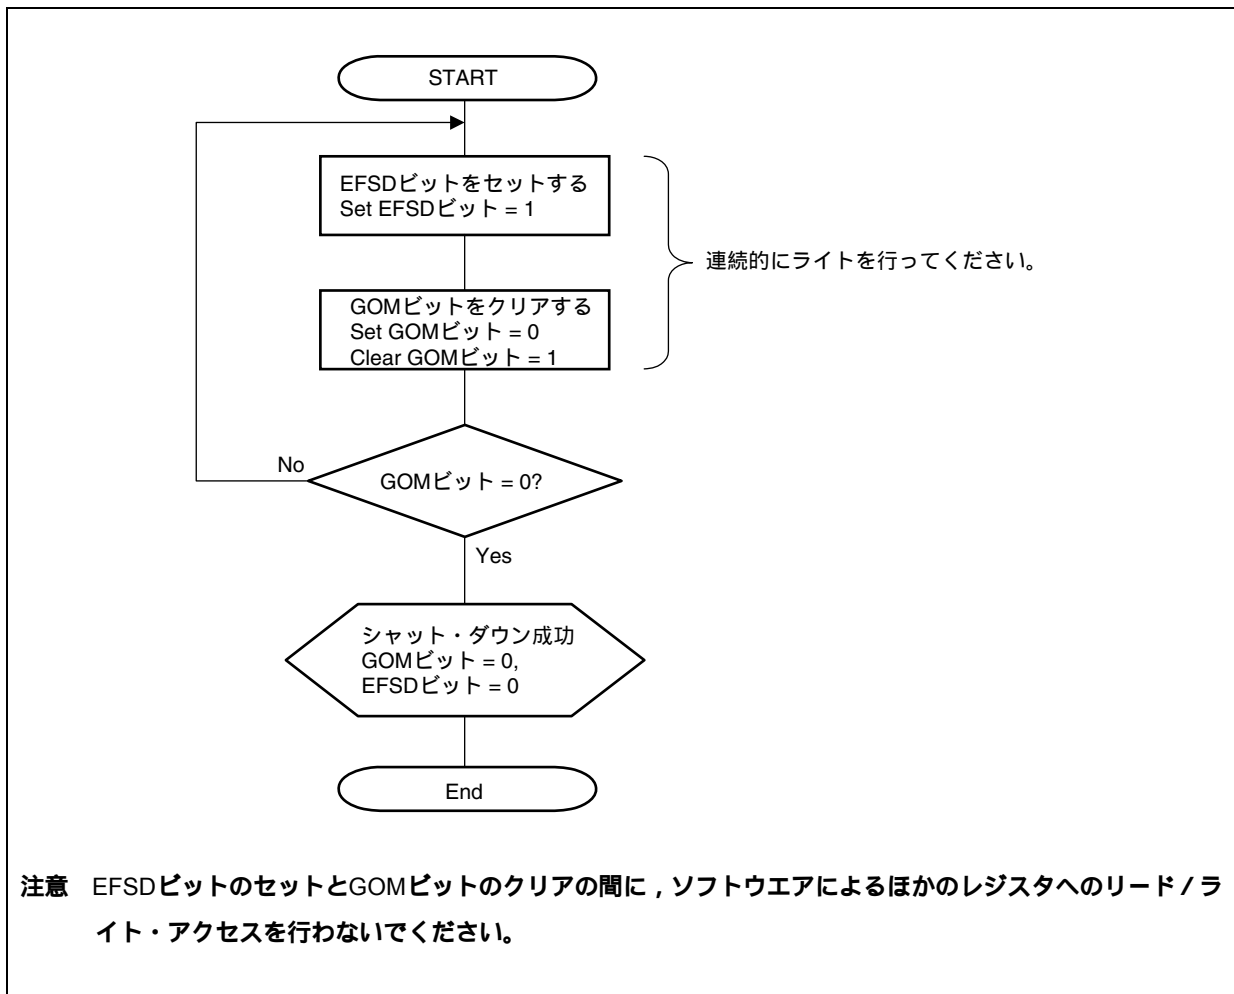 START
EFSDビットをセットする
Set EFSDビット = 1
連続的にライトを行ってください。
GOMビットをクリアする
Set GOMビット = 0
Clear GOMビット = 1
No
GOMビット = 0?
Yes
シャット・ダウン成功
GOMビット = 0,
EFSDビット = 0
End
注意 EFSDビットのセットとGOMビットのクリアの間に，ソフトウエアによるほかのレジスタへのリード／ラ
イト・アクセスを行わないでください。